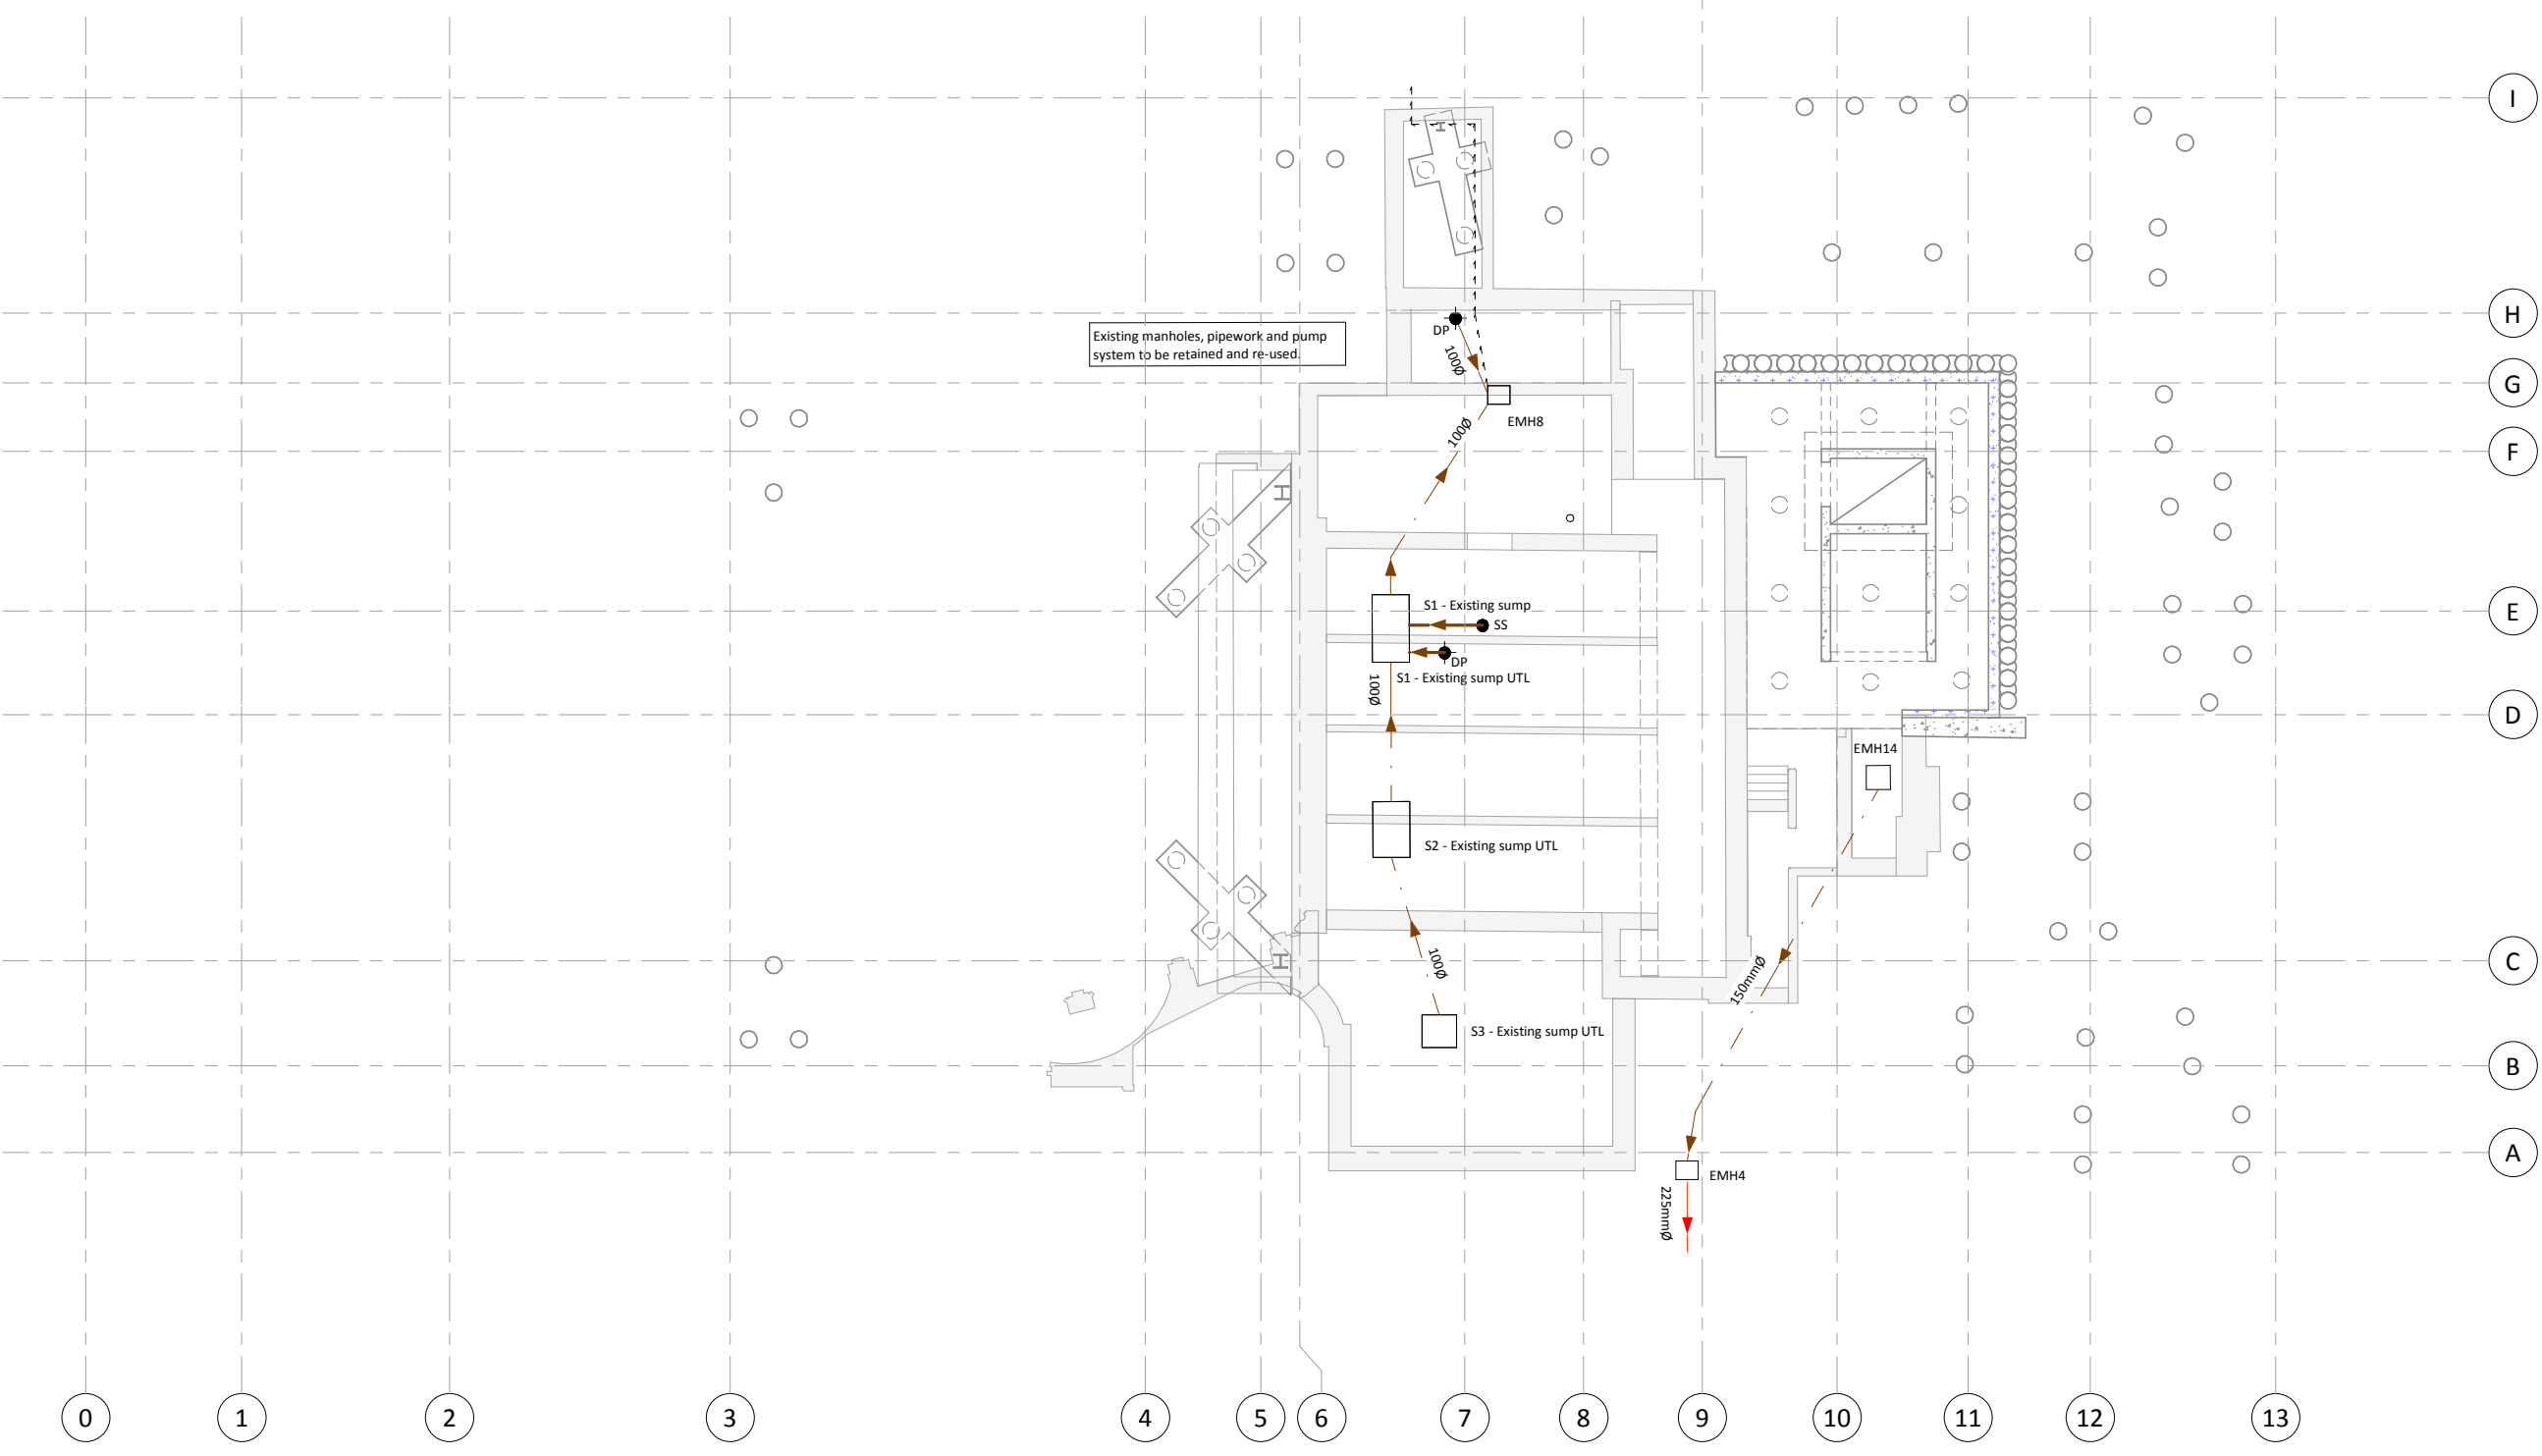 I
H
Existing manholes, pipework and pump
system to be retained and re-used.
DP
100Ø
G
EMH8
100Ø
F
S1 - Existing sump
E
SS
DP
S1 - Existing sump UTL
100Ø
D
EMH14
S2 - Existing sump UTL
C
100Ø
150mmØ
S3 - Existing sump UTL
B
A
EMH4
225mmØ
0 1 2 3 4 5 6 7 8 9 10 11 12 13